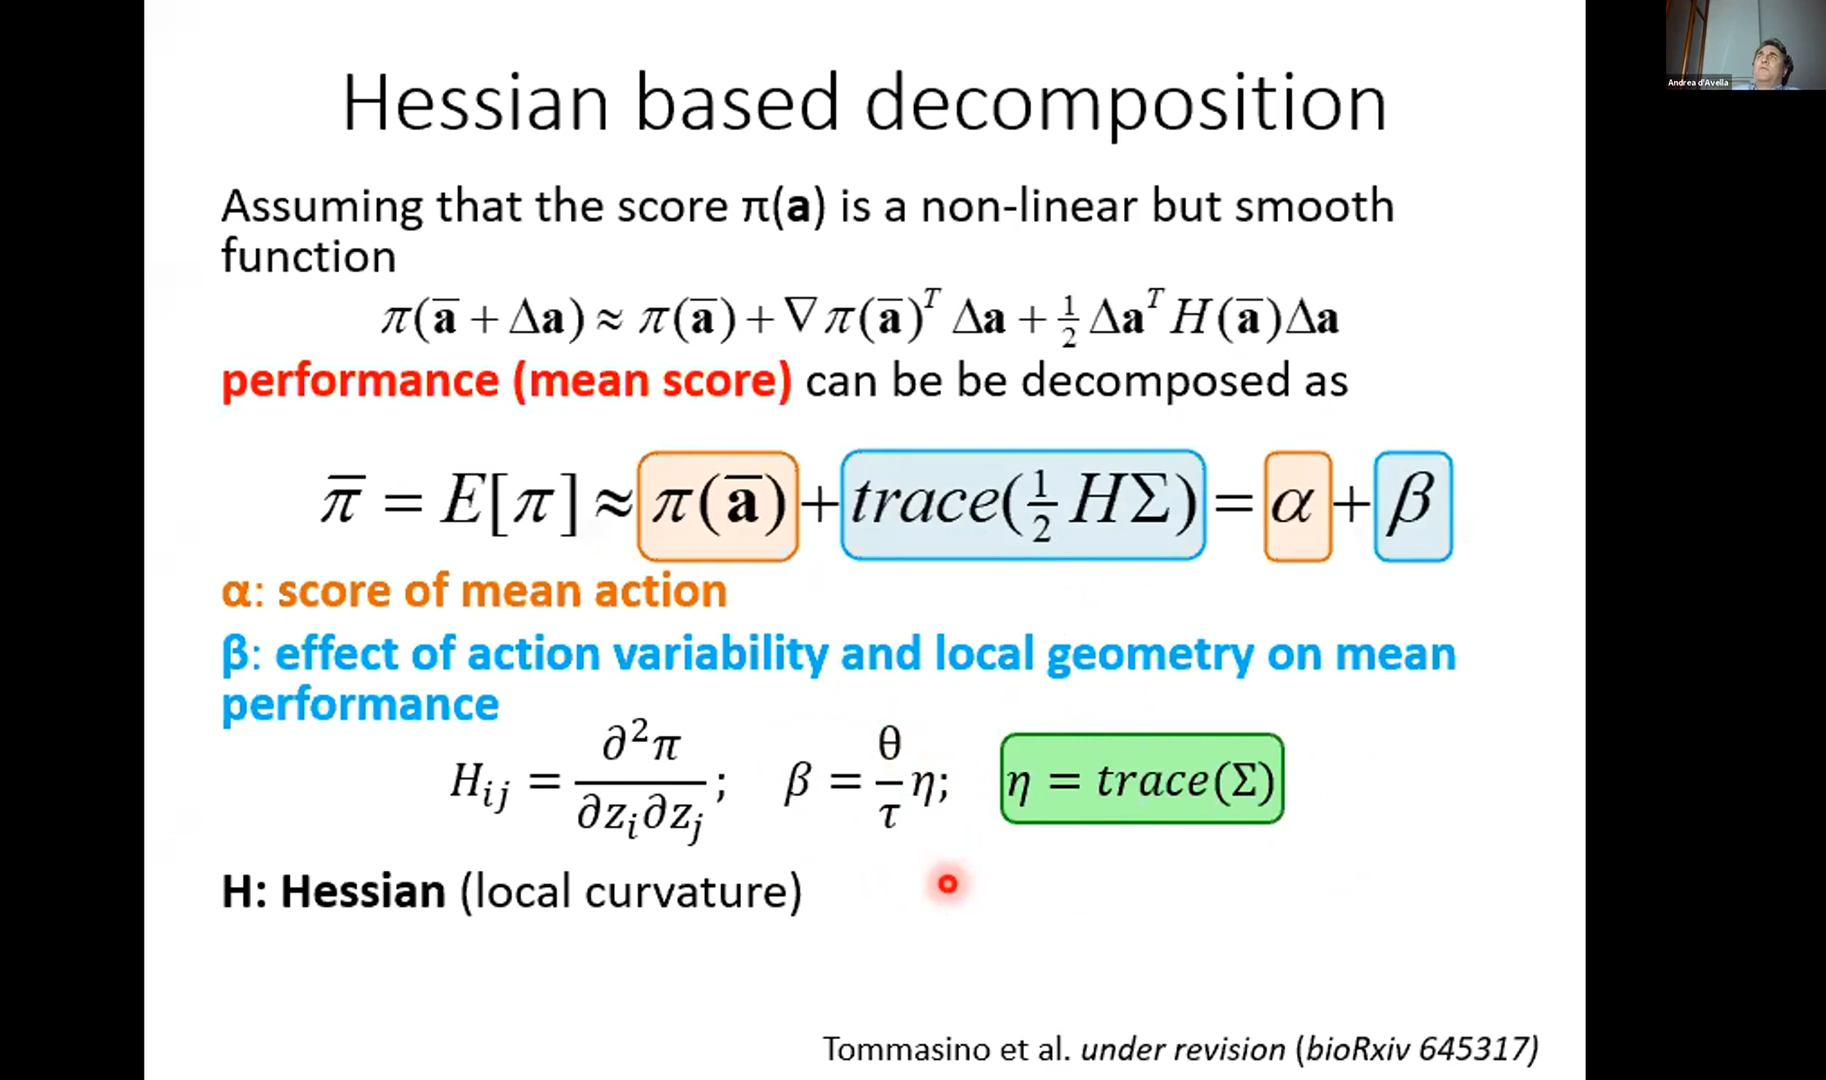 Hessian based decomposition
Andrea d'Avella
Assuming that the score π(a) is a non-linear but smooth
function
π(a̅ + Δa) ≈ π(a̅) + ∇π(a̅)ᵀ Δa + ½ Δaᵀ H(a̅)Δa
performance (mean score) can be be decomposed as
π̅ = E[π] ≈ π(a̅) + trace(½ HΣ) = α + β
α: score of mean action
β: effect of action variability and local geometry on mean
performance
Hᵢⱼ = ∂²π / ∂zᵢ∂zⱼ ; β = θ/τ η; η = trace(Σ)
H: Hessian (local curvature)
Tommasino et al. under revision (bioRxiv 645317)